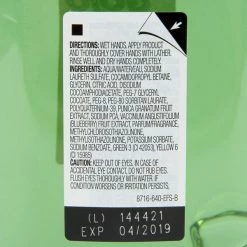 DIRECTIONS: WET HANDS, APPLY PRODUCT
AND THOROUGHLY COVER HANDS WITH LATHER.
RINSE WELL AND DRY HANDS COMPLETELY.
INGREDIENTS: AQUA/WATER/EAU, SODIUM
LAURETH SULFATE, COCAMIDOPROPYL BETAINE,
GLYCERIN, CITRIC ACID, DISODIUM
COCOAMPHODIACETATE, PEG-7 GLYCERYL
COCOATE, PEG-8, PEG-80 SORBITAN LAURATE,
POLYQUATERNIUM-39, PUNICA GRANATUM FRUIT
EXTRACT, SODIUM PCA, VACCINIUM ANGUSTIFOLIUM
(BLUEBERRY) FRUIT EXTRACT, PARFUM/FRAGRANCE,
METHYLCHLOROISOTHIAZOLINONE,
METHYLISOTHIAZOLINONE, POTASSIUM SORBATE,
SODIUM BENZOATE, GREEN 3 (CI 42053), YELLOW 6
(CI 15985)
CAUTION: KEEP OUT OF EYES. IN CASE OF
ACCIDENTAL EYE CONTACT, DO NOT RUB EYES.
FLUSH EYES THOROUGHLY WITH WATER. IF
CONDITION WORSENS OR IRRITATION PERSISTS,
8716-640-EFS-B
(L) 144421
EXP 04/2019